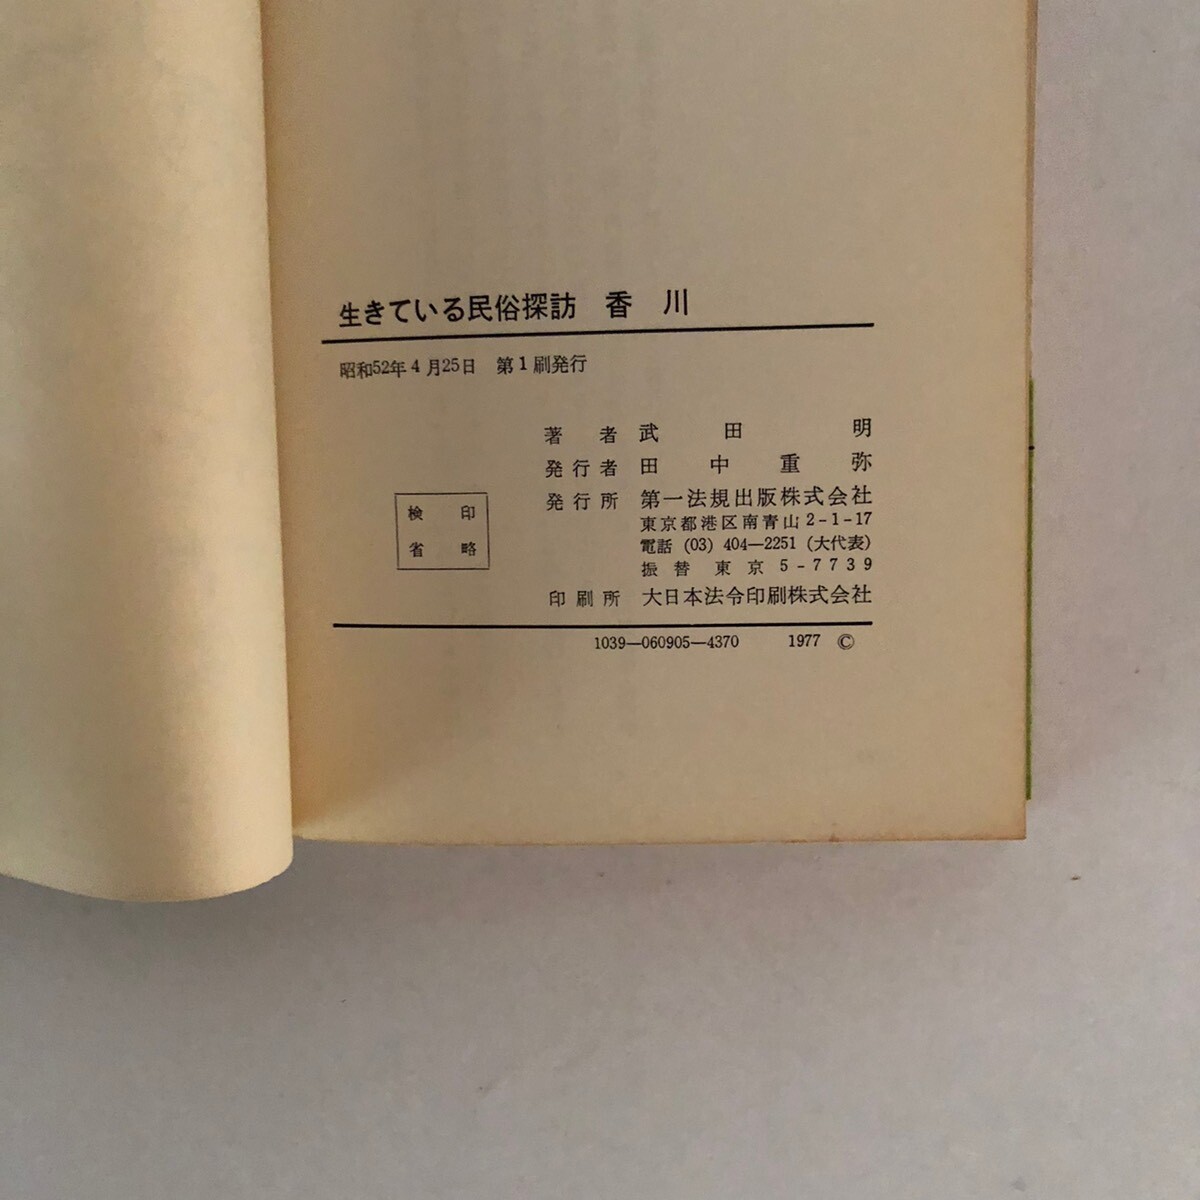 生きている民俗探訪 香川
昭和52年4月25日 第1刷発行
著者 武田明
発行者 田中重弥
発行所 第一法規出版株式会社
東京都港区南青山2-1-17
電話 (03) 404—2251 (大代表)
振替 東京 5-7739
印刷所 大日本法令印刷株式会社
検印
省略
1039—060905—4370 1977 ©